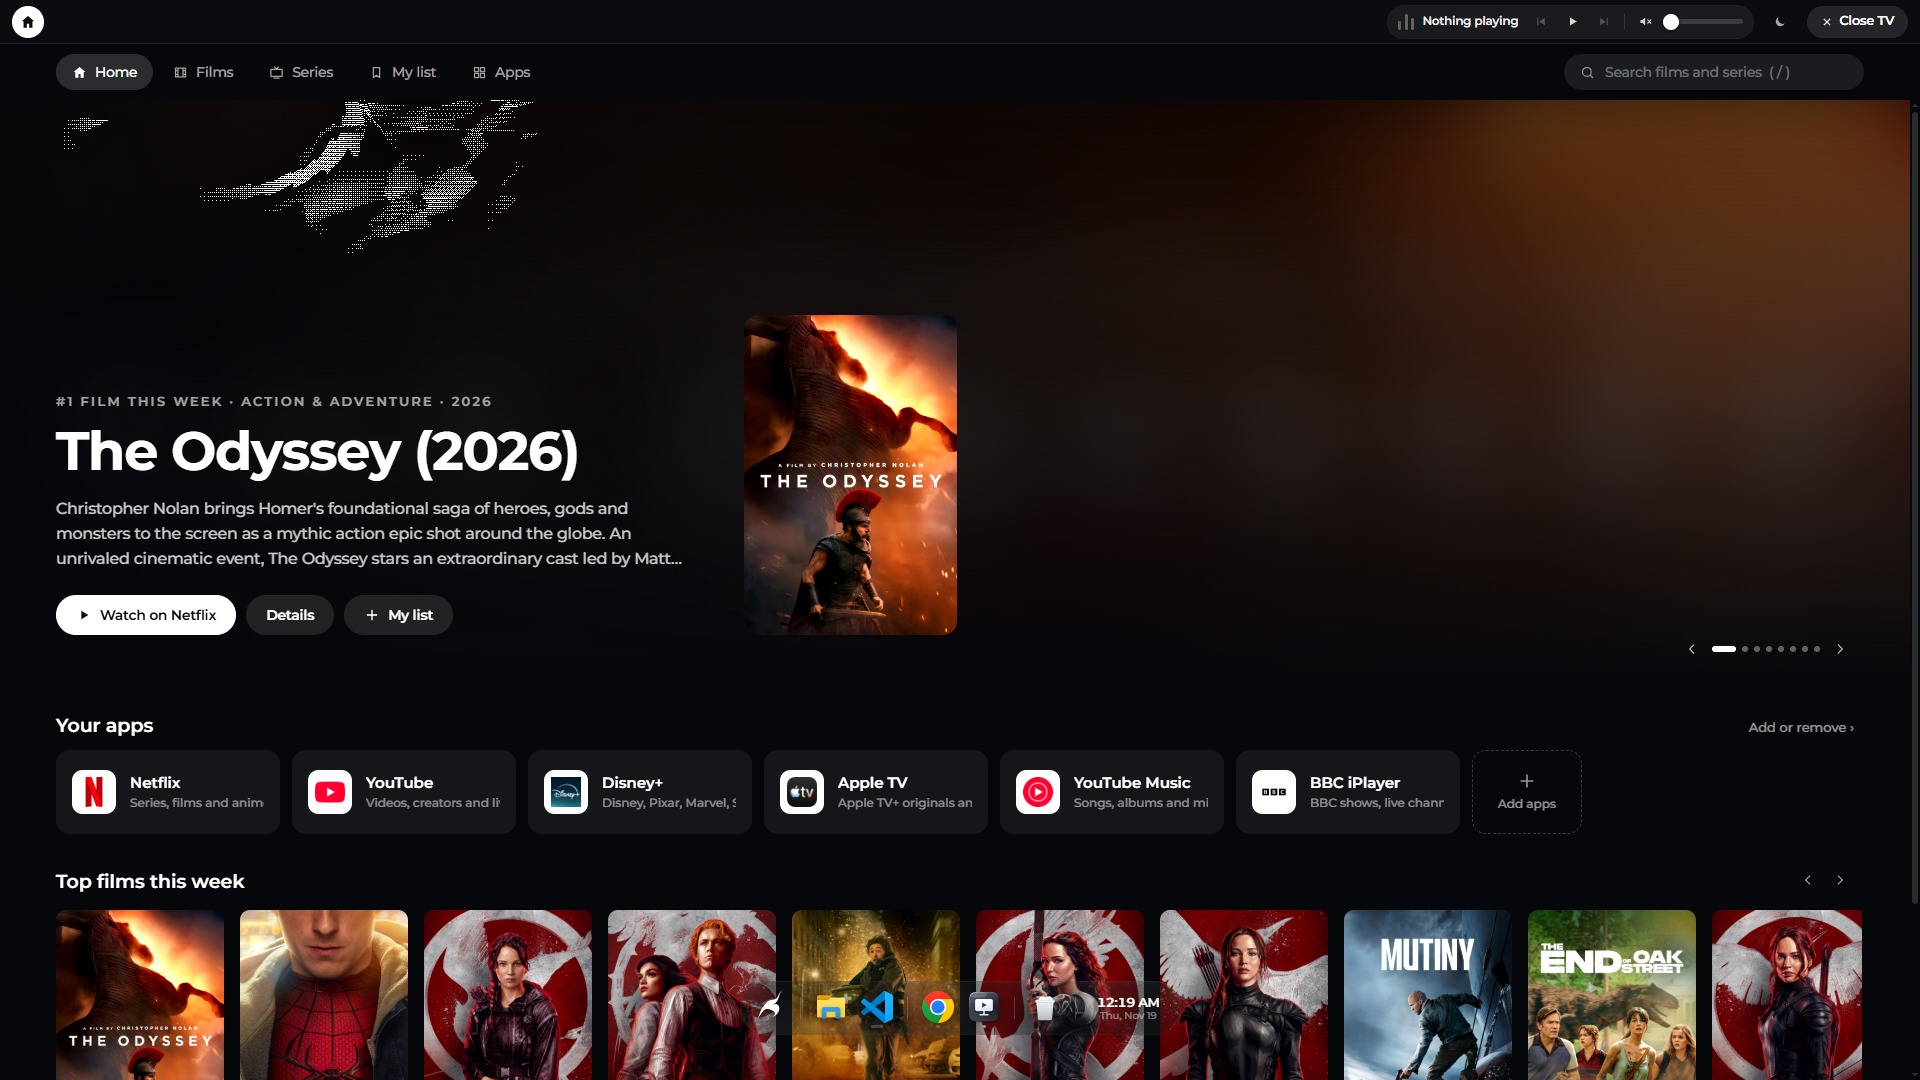 Nothing playing
Close TV
Home
Films
Series
My list
Apps
Search films and series ( / )
#1 FILM THIS WEEK · ACTION & ADVENTURE · 2026
The Odyssey (2026)
Christopher Nolan brings Homer's foundational saga of heroes, gods and
monsters to the screen as a mythic action epic shot around the globe. An
unrivaled cinematic event, The Odyssey stars an extraordinary cast led by Matt...
Watch on Netflix
Details
My list
A FILM BY CHRISTOPHER NOLAN
THE ODYSSEY
Your apps
Add or remove ›
Netflix
Series, films and anim
YouTube
Videos, creators and li
Disney+
Disney+
Disney, Pixar, Marvel, S
tv
Apple TV
Apple TV+ originals an
YouTube Music
Songs, albums and mi
BBC
BBC iPlayer
BBC shows, live chann
Add apps
Top films this week
A FILM BY CHRISTOPHER NOLAN
THE ODYSSEY
MUTINY
THE
END OF OAK
STREET
12:19 AM
Thu, Nov 19